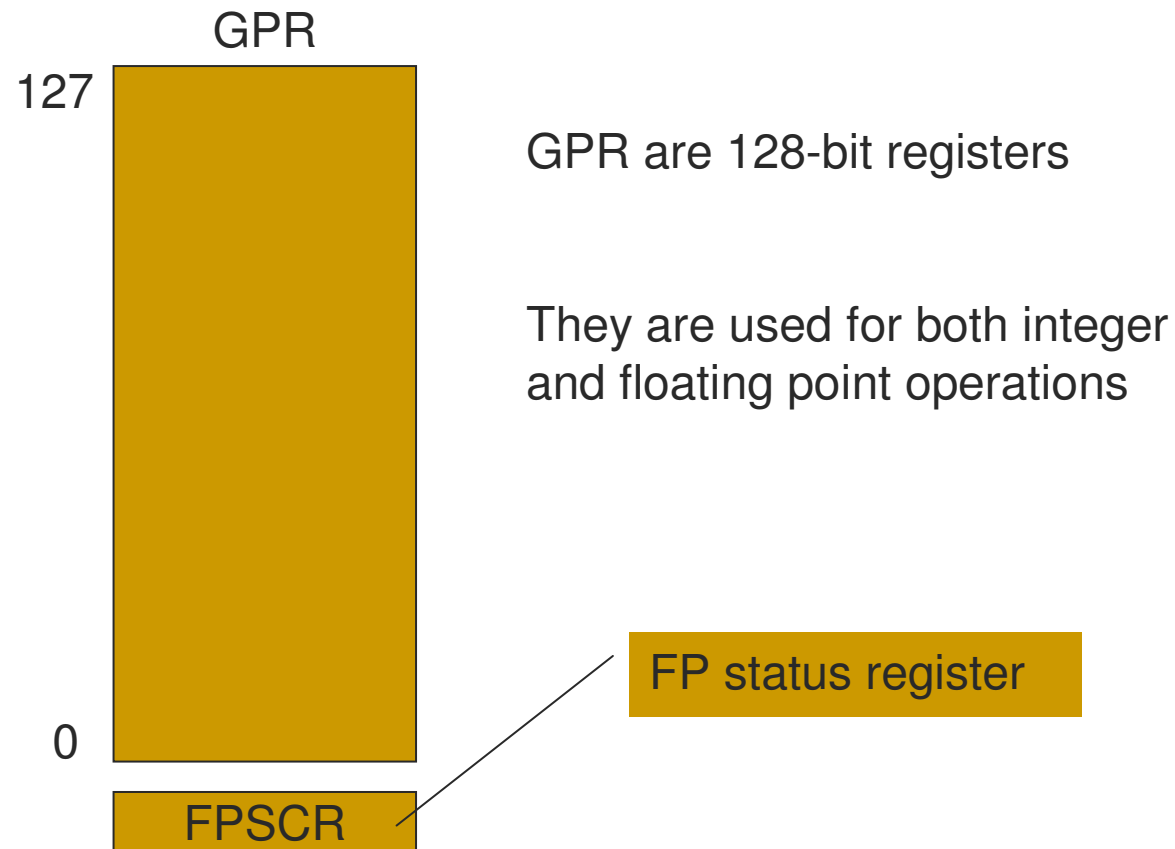 GPR
127
GPR are 128-bit registers
They are used for both integer
and floating point operations
FP status register
0
FPSCR